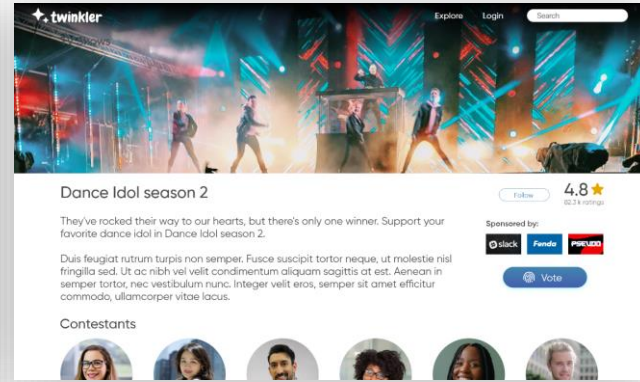 twinkler
Explore Login Search
Dance Idol season 2
Follow 4.8
They've rocked their way to our hearts, but there's only one winner. Support your
favorite dance idol in Dance Idol season 2.
Duis feugiat rutrum turpis non semper. Fusce suscipit tortor neque, ut molestie nisl
fringilla sed. Ut ac nibh vel velit condimentum aliquam sagittis at est. Aenean in
semper tortor, nec vestibulum nunc. Integer velit eros, semper sit amet efficitur
commodo, ullamcorper vitae lacus.
ratings
Sponsored by:
slack Fenda PSEUDO
Vote
Contestants